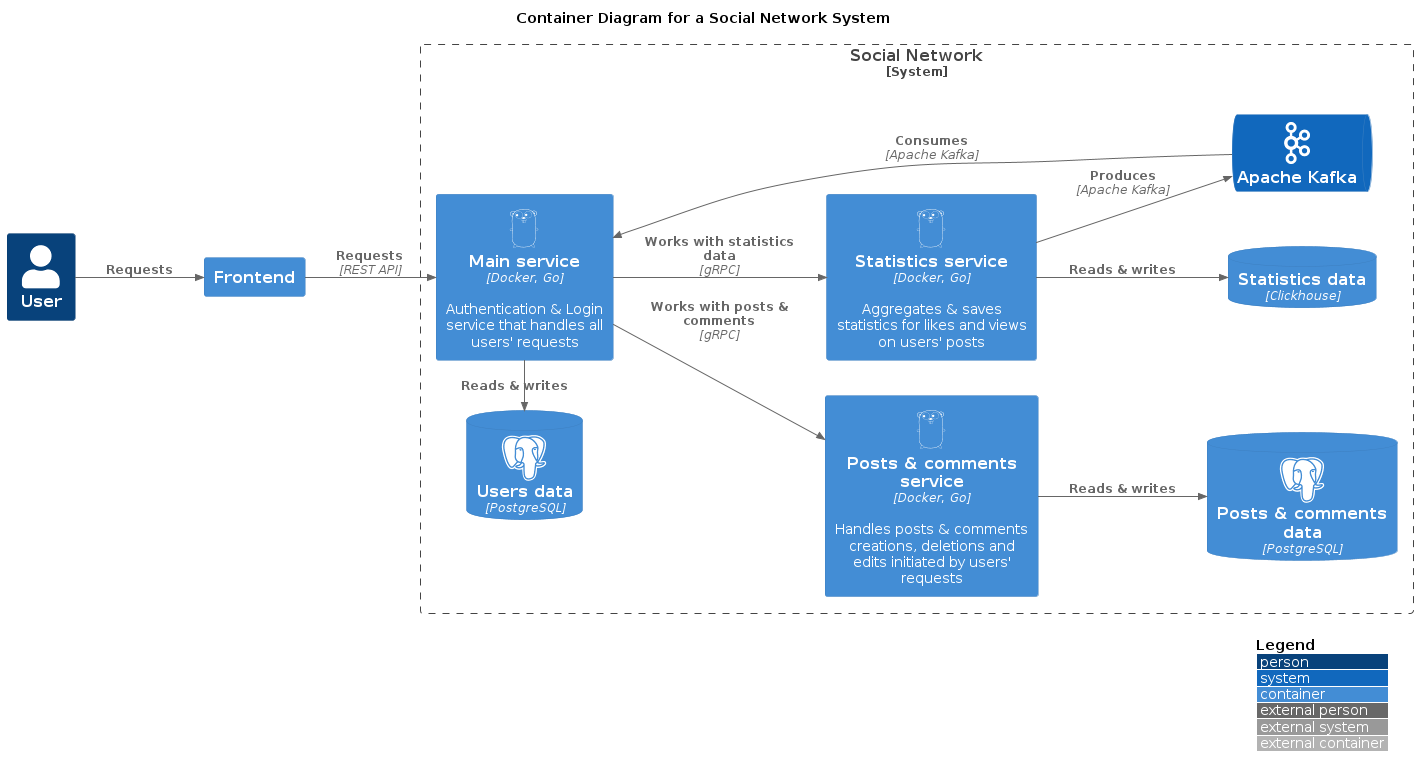 Container Diagram for a Social Network System
Social Network
[System]
Consumes
[Apache Kafka]
Apache Kafka
Produces
[Apache Kafka]
User
Requests
Frontend
Requests
[REST API]
Main service
[Docker, Go]
Authentication & Login
service that handles all
users' requests
Works with statistics
data
[gRPC]
Works with posts &
comments
[gRPC]
Statistics service
[Docker, Go]
Aggregates & saves
statistics for likes and views
on users' posts
Reads & writes
Statistics data
[Clickhouse]
Reads & writes
Users data
[PostgreSQL]
Posts & comments
service
[Docker, Go]
Handles posts & comments
creations, deletions and
edits initiated by users'
requests
Reads & writes
Posts & comments
data
[PostgreSQL]
Legend
person
system
container
external person
external system
external container